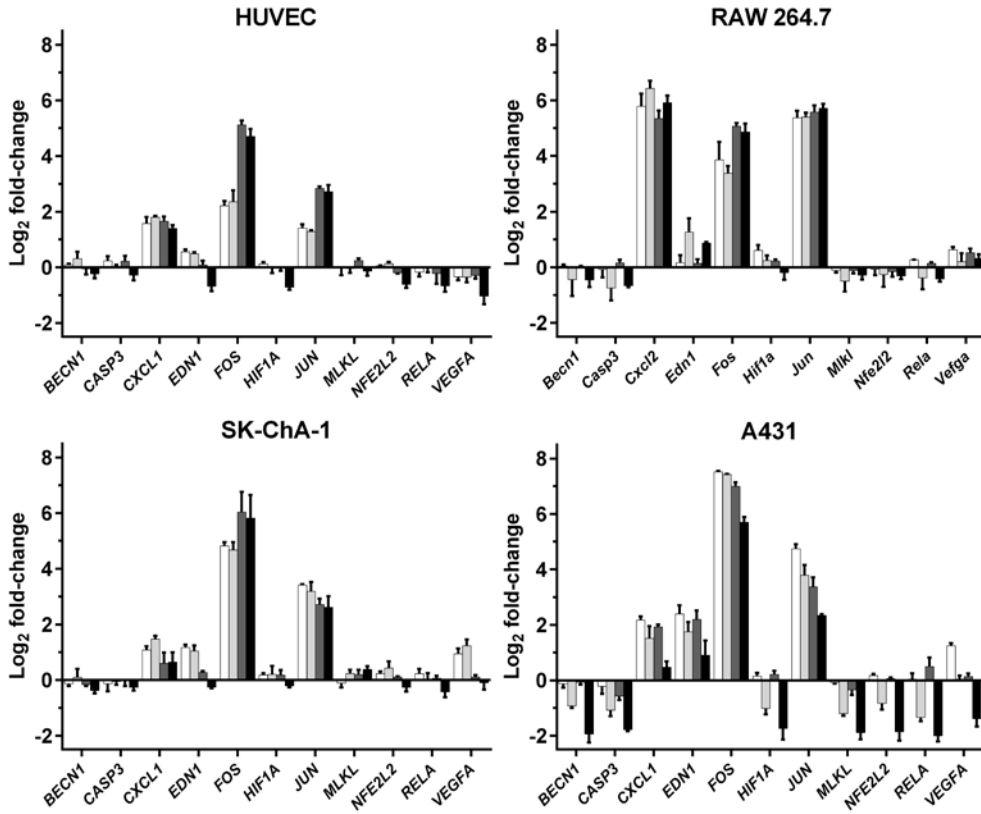 HUVEC
Log2 fold-change
8
6
4
2
0
-2
BECN1
CASP3
CXCL1
EDN1
FOS
HIF1A
JUN
MLKL
NFE2L2
RELA
VEGFA
RAW 264.7
Log2 fold-change
8
6
4
2
0
-2
Becn1
Casp3
Cxcl2
Edn1
Fos
Hif1a
Jun
Mlkl
Nfe2l2
Rela
Vefga
SK-ChA-1
Log2 fold-change
8
6
4
2
0
-2
BECN1
CASP3
CXCL1
EDN1
FOS
HIF1A
JUN
MLKL
NFE2L2
RELA
VEGFA
A431
Log2 fold-change
8
6
4
2
0
-2
BECN1
CASP3
CXCL1
EDN1
FOS
HIF1A
JUN
MLKL
NFE2L2
RELA
VEGFA